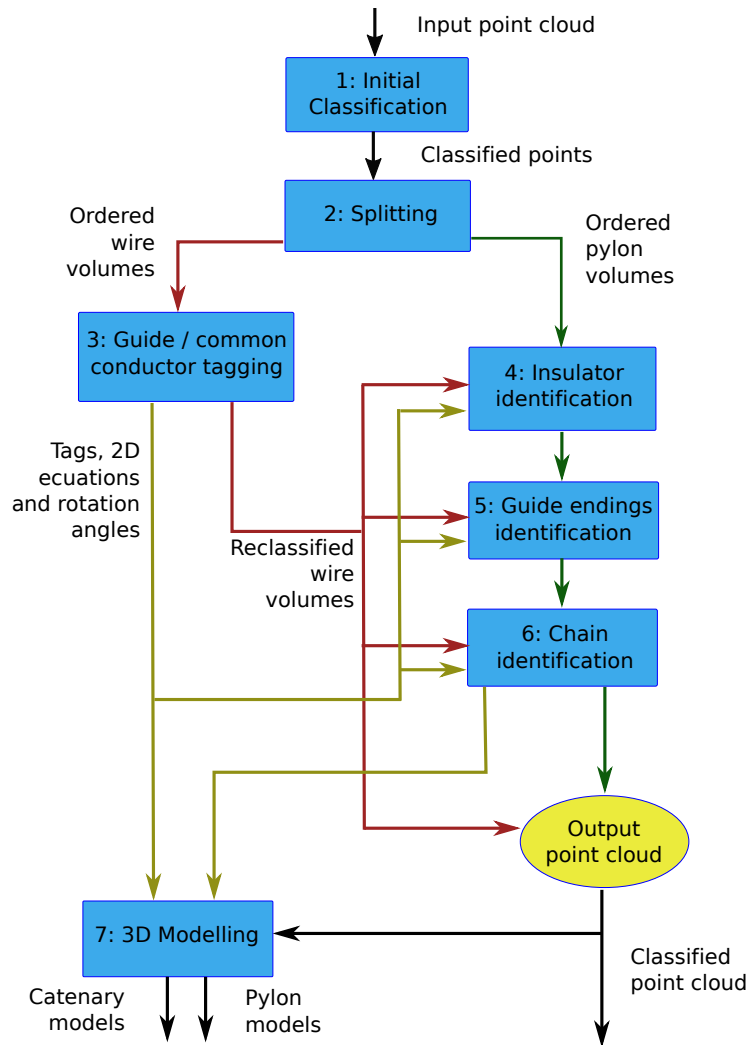 Input point cloud
1: Initial
Classification
Classified points
2: Splitting
Ordered
wire
volumes
Ordered
pylon
volumes
3: Guide / common
conductor tagging
4: Insulator
identification
Tags, 2D
ecuations
and rotation
angles
5: Guide endings
identification
Reclassified
wire
volumes
6: Chain
identification
Output
point cloud
7: 3D Modelling
Classified
point cloud
Catenary
models
Pylon
models